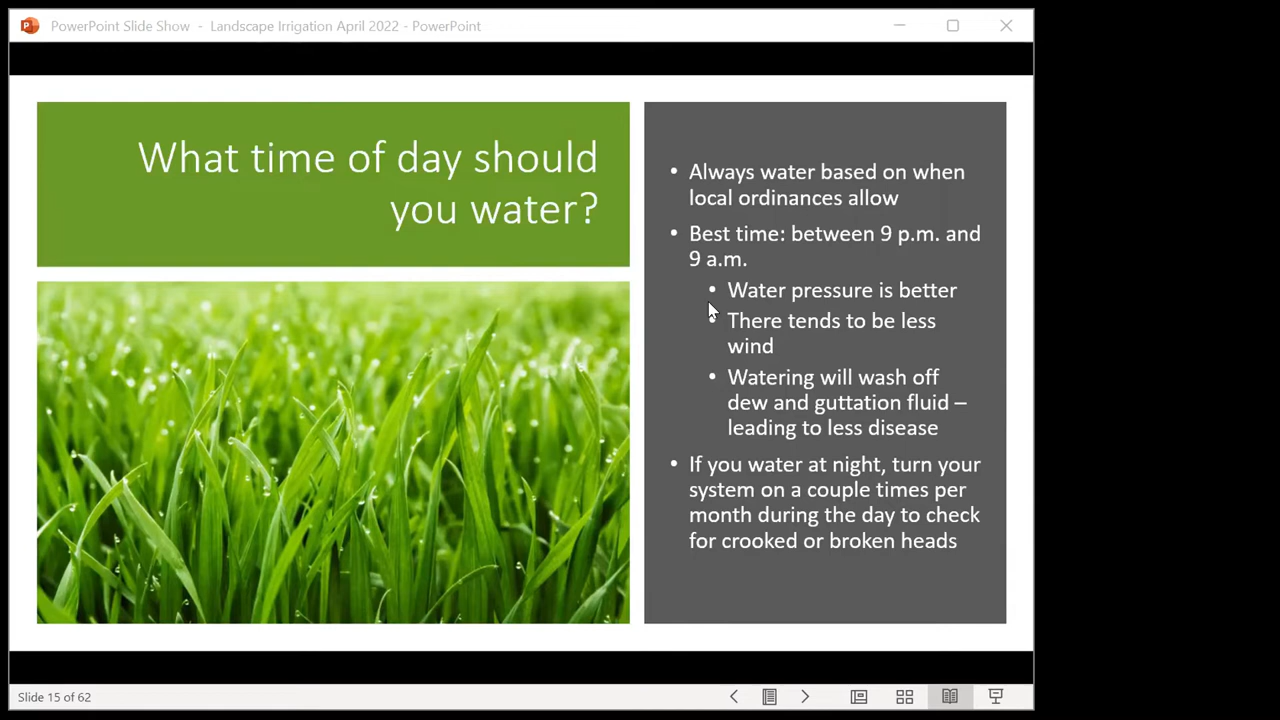 PowerPoint Slide Show - Landscape Irrigation April 2022 - PowerPoint
What time of day should
you water?
• Always water based on when
local ordinances allow
• Best time: between 9 p.m. and
9 a.m.
• Water pressure is better
• There tends to be less
wind
• Watering will wash off
dew and guttation fluid –
leading to less disease
• If you water at night, turn your
system on a couple times per
month during the day to check
for crooked or broken heads
Slide 15 of 62